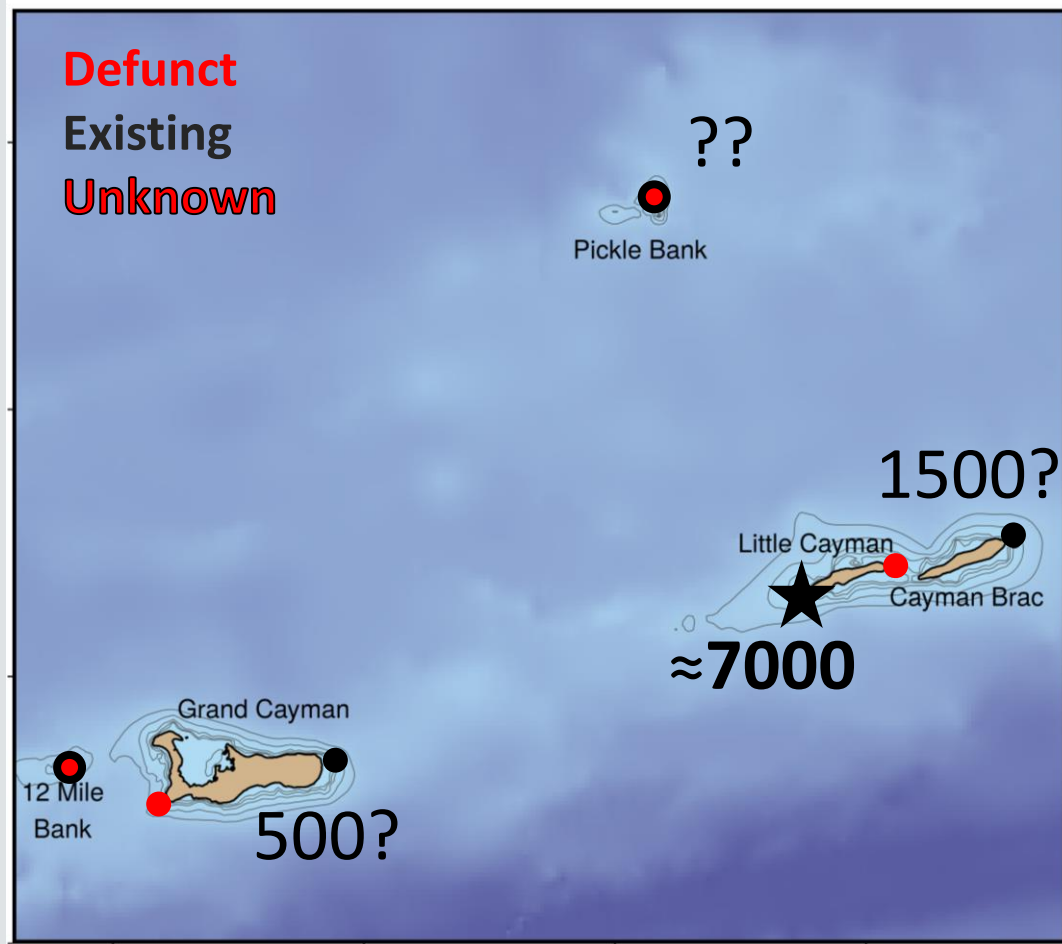 Defunct
Existing
Unknown
??
Pickle Bank
1500?
Little Cayman
Cayman Brac
≈7000
Grand Cayman
12 Mile
Bank
500?